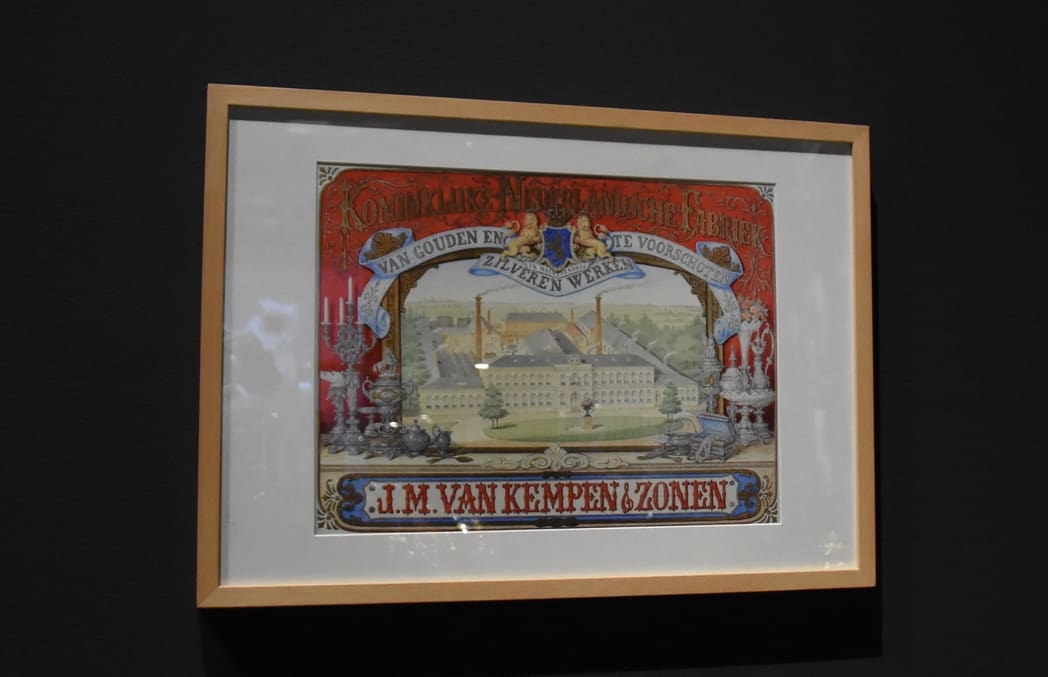 KONINKLIJKE NEDERLANDSCHE FABRIEK
VAN GOUDEN EN
TE VOORSCHOTEN
ZILVEREN WERKEN
J.M. VAN KEMPEN & ZONEN